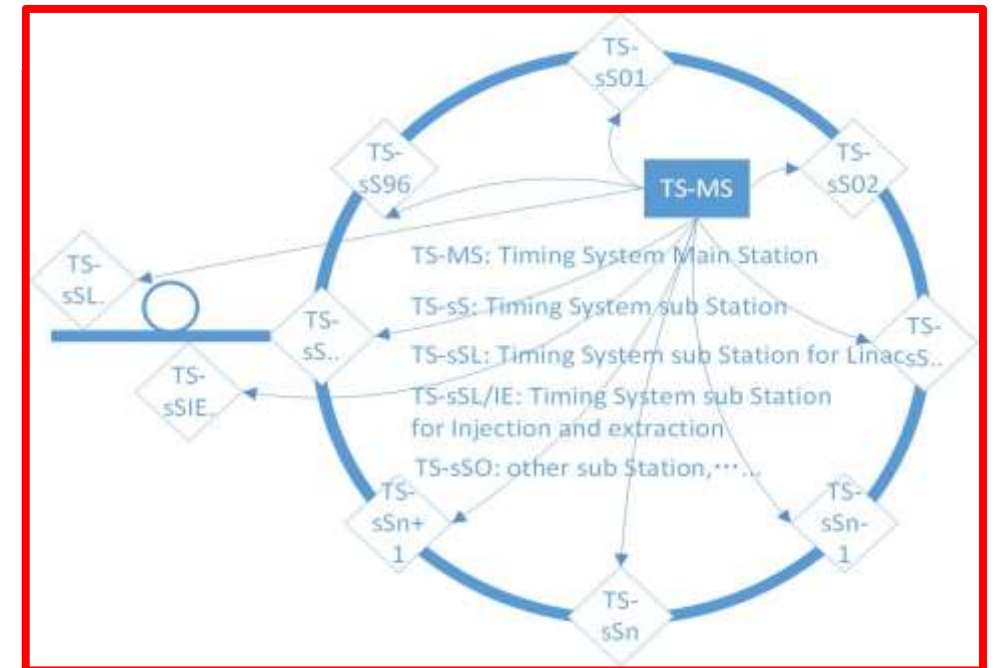 TS-
sS01
TS-
sS96
TS-MS
TS-
sS02
TS-MS: Timing System Main Station
TS-
sSL.
TS-sS: Timing System sub Station
TS-
sS..
TS-
sS..
TS-sSL: Timing System sub Station for Linac
TS-
sSIE.
TS-sSL/IE: Timing System sub Station
for Injection and extraction
TS-sSO: other sub Station,⋯...
TS-
sSn+
1
TS-
sSn-
1
TS-
sSn